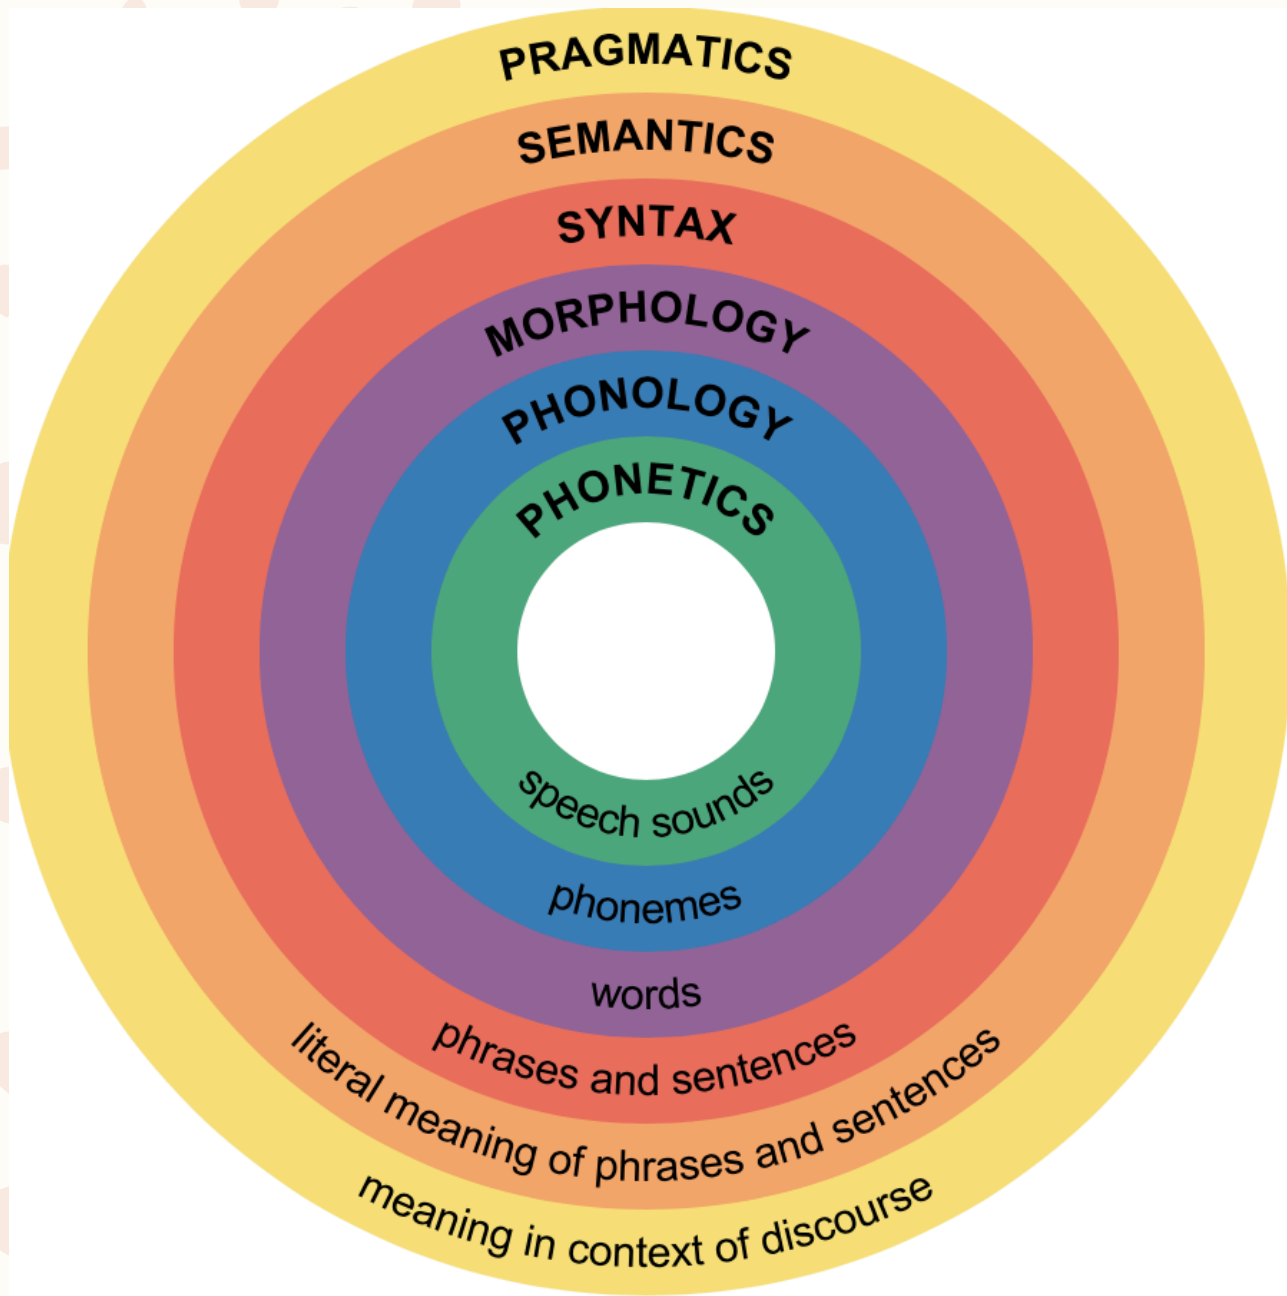 PRAGMATICS
SEMANTICS
SYNTAX
MORPHOLOGY
PHONOLOGY
PHONETICS
speech sounds
phonemes
words
phrases and sentences
literal meaning of phrases and sentences
meaning in context of discourse